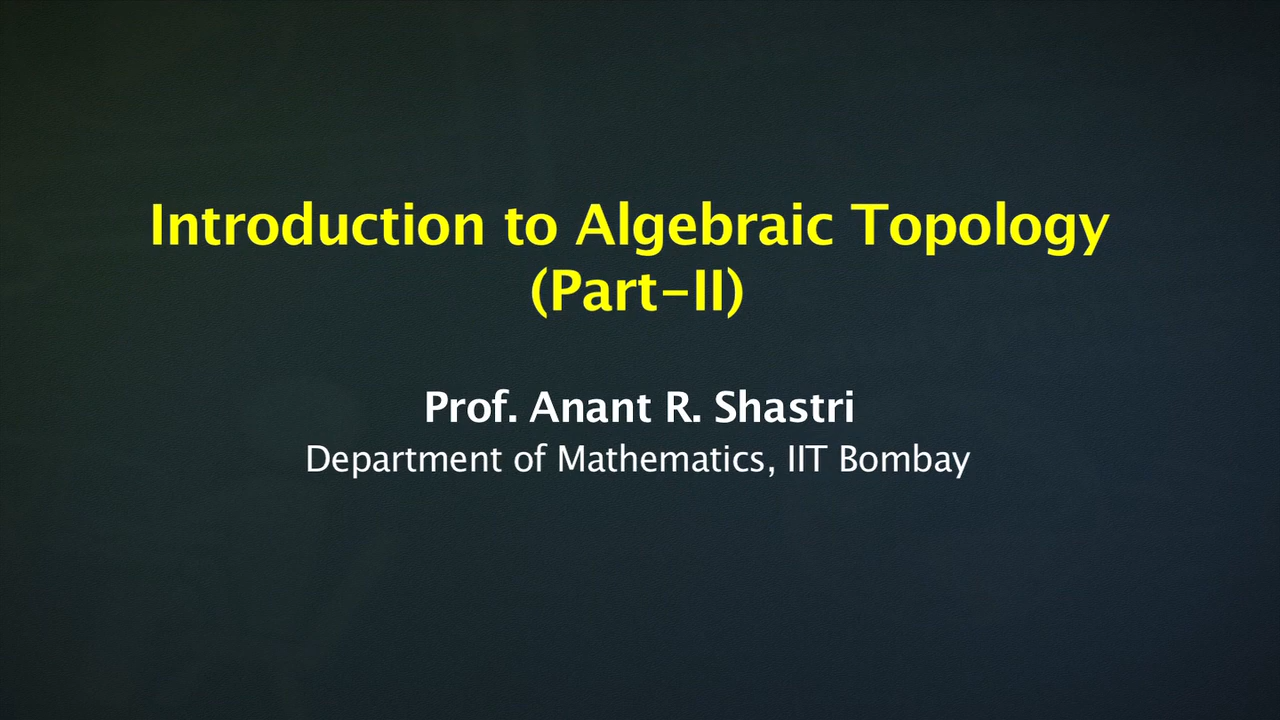 Introduction to Algebraic Topology
(Part–II)
Prof. Anant R. Shastri
Department of Mathematics, IIT Bombay